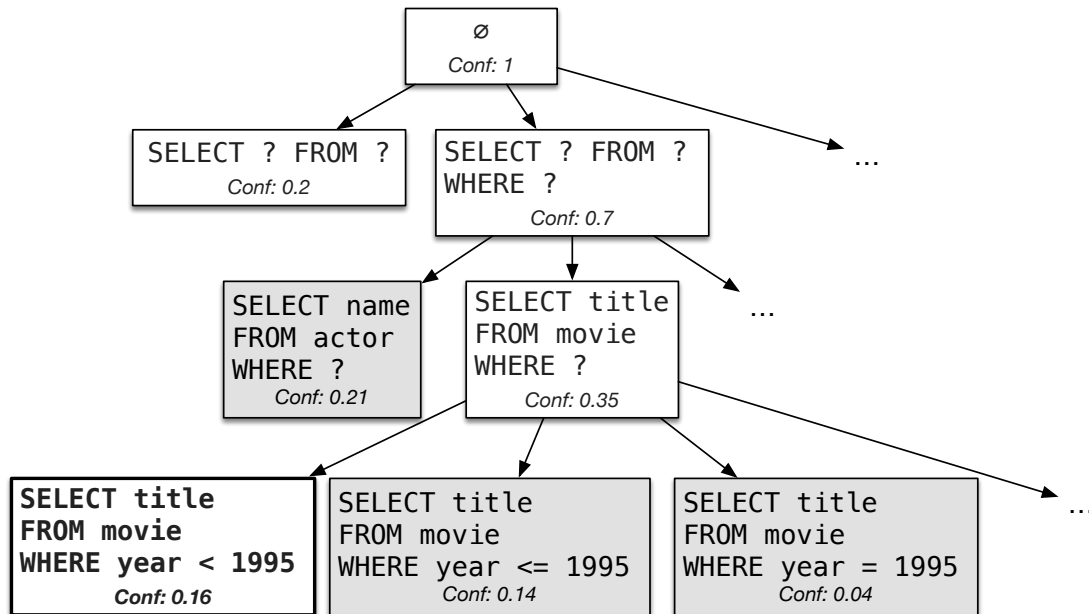 ∅
Conf: 1
SELECT ? FROM ?
Conf: 0.2
SELECT ? FROM ?
WHERE ?
Conf: 0.7
...
SELECT name
FROM actor
WHERE ?
Conf: 0.21
SELECT title
FROM movie
WHERE ?
Conf: 0.35
...
SELECT title
FROM movie
WHERE year < 1995
Conf: 0.16
SELECT title
FROM movie
WHERE year <= 1995
Conf: 0.14
SELECT title
FROM movie
WHERE year = 1995
Conf: 0.04
...